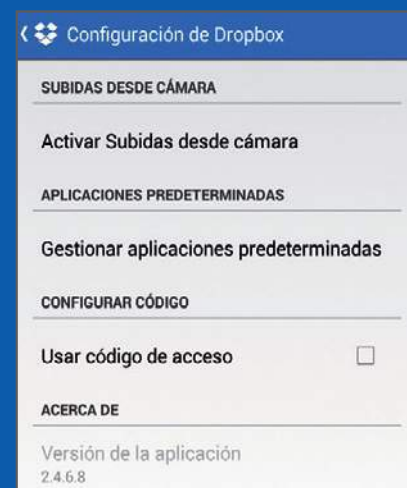 Configuración de Dropbox
SUBIDAS DESDE CÁMARA
Activar Subidas desde cámara
APLICACIONES PREDETERMINADAS
Gestionar aplicaciones predeterminadas
CONFIGURAR CÓDIGO
Usar código de acceso
ACERCA DE
Versión de la aplicación
2.4.6.8